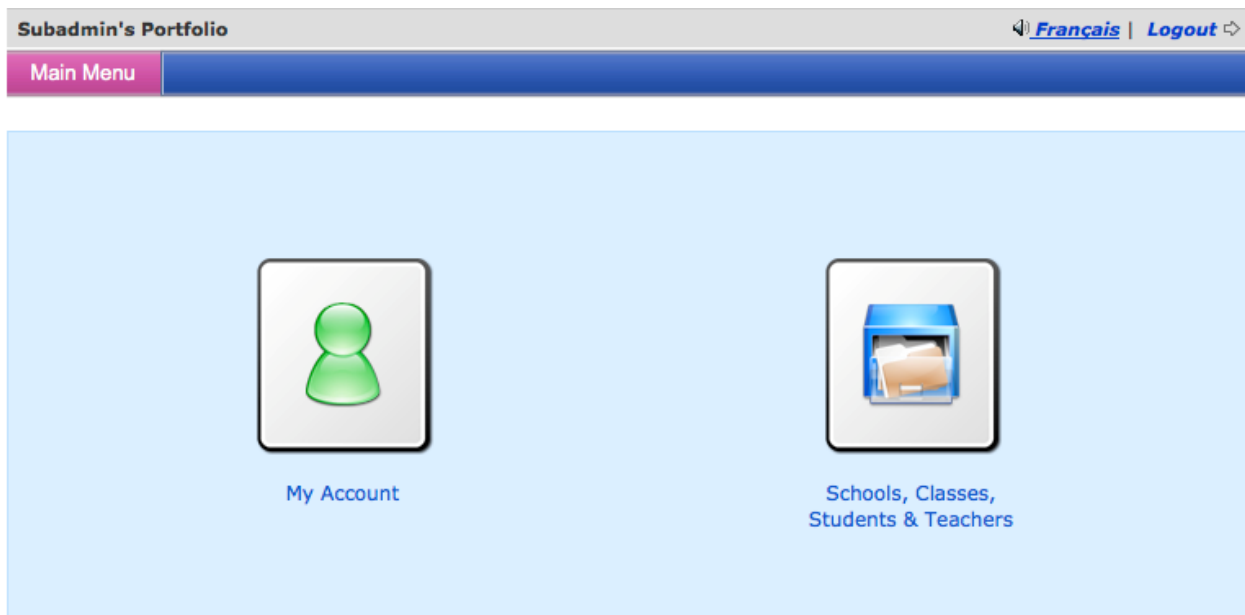 Subadmin's Portfolio
Français | Logout
Main Menu
My Account
Schools, Classes,
Students & Teachers